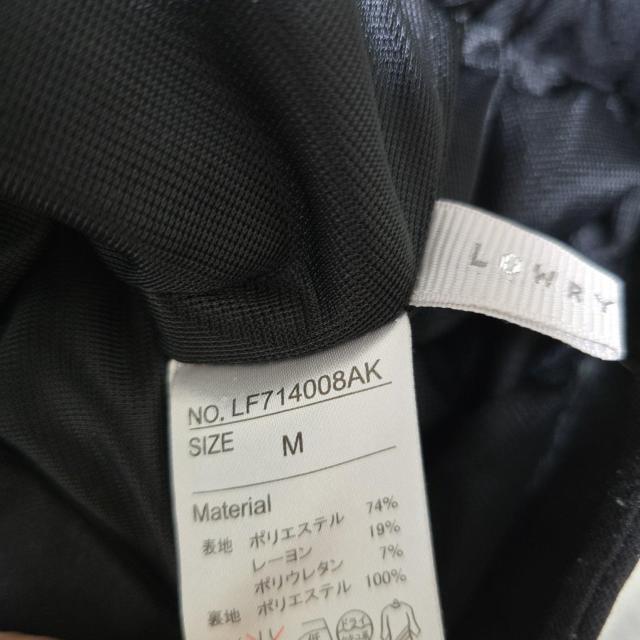 LOWRY
NO. LF714008AK
SIZE M
Material
表地 ポリエステル 74%
レーヨン 19%
ポリウレタン 7%
裏地 ポリエステル 100%